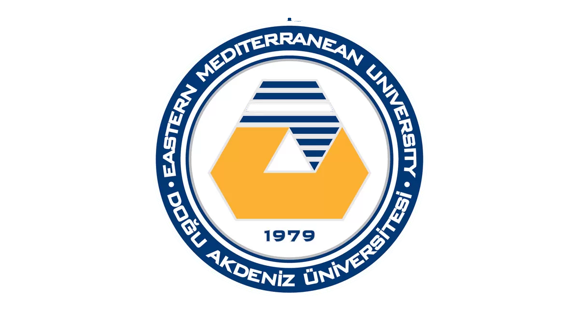 EASTERN MEDITERRANEAN UNIVERSITY
1979
DOĞU AKDENİZ ÜNİVERSİTESİ